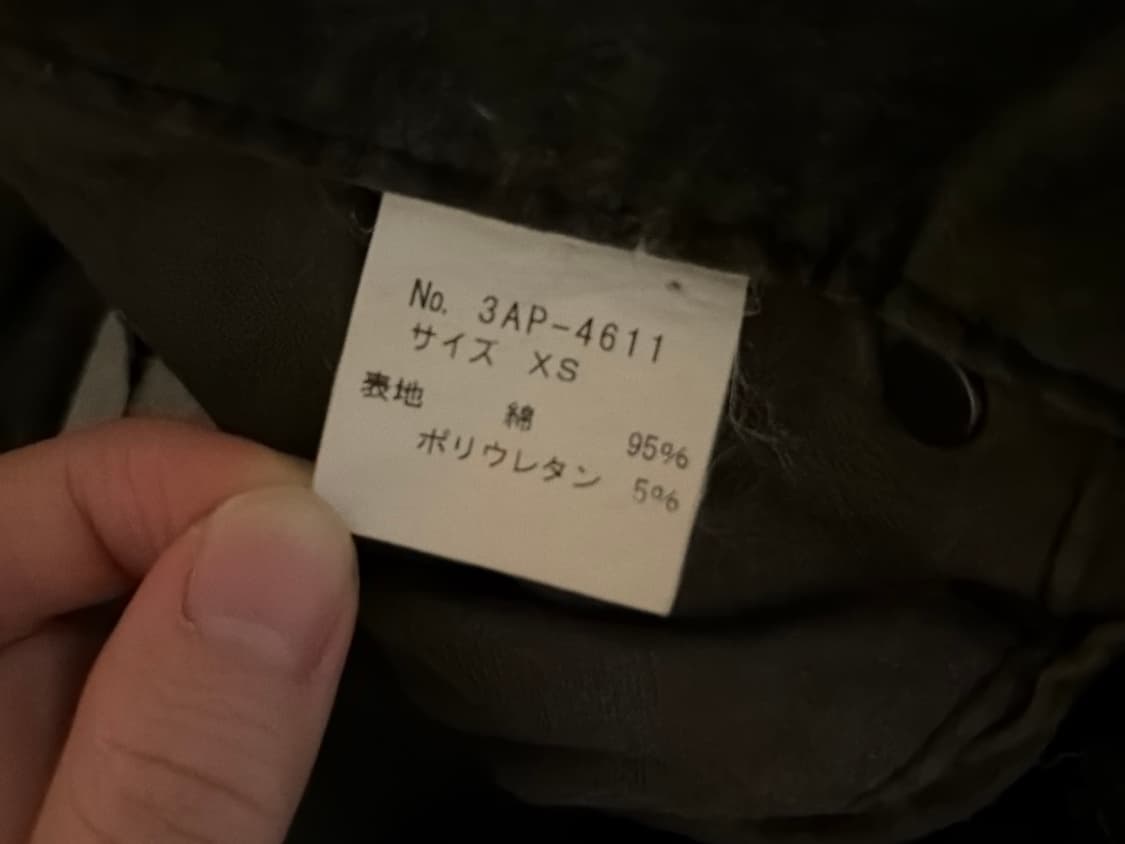 No. 3AP-4611
サイズ XS
表地 綿 95%
ポリウレタン 5%